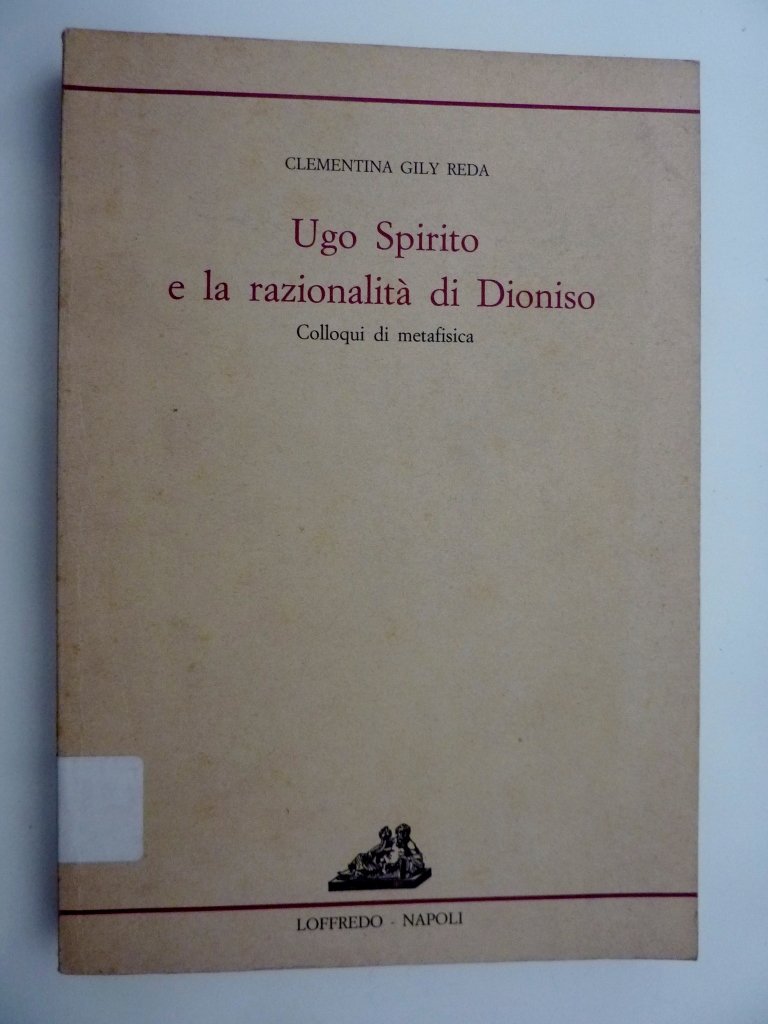 CLEMENTINA GILY REDA
Ugo Spirito
e la razionalità di Dioniso
Colloqui di metafisica
LOFFREDO - NAPOLI